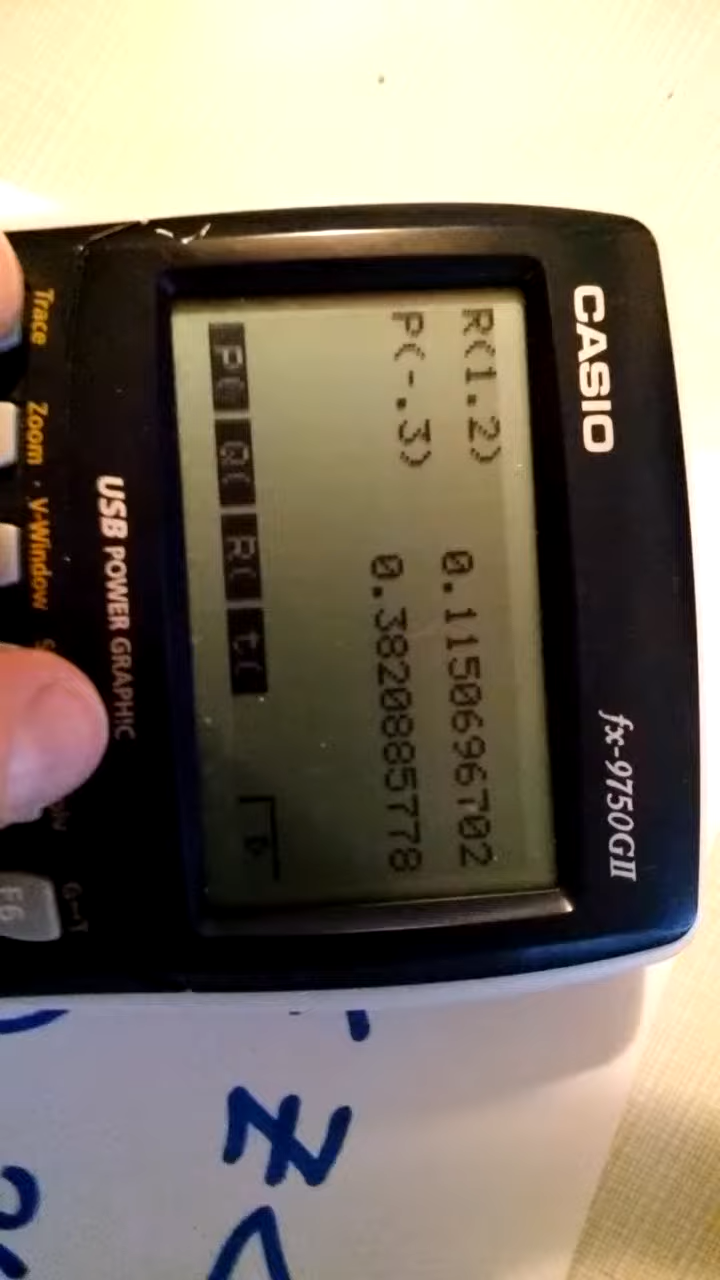 CASIO
fx-9750GII
R(1.2)
0.1150696702
P(-.3)
0.3820885778
P( Q( R( t(
USB POWER GRAPHIC
Trace Zoom V-Window
G↔T
F6
Z<